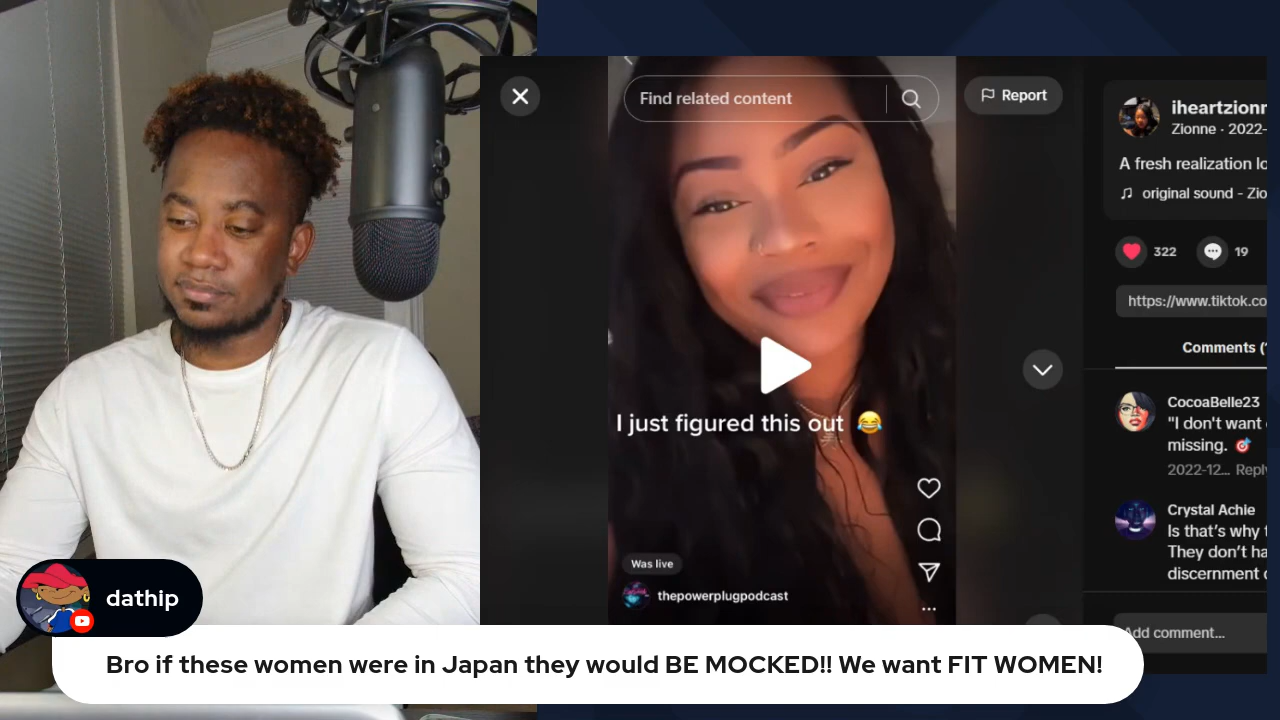 Find related content
Report
iheartzionn
Zionne · 2022-
A fresh realization lo
original sound - Zio
322
19
https://www.tiktok.co
Comments (
CocoaBelle23
"I don't want
missing. 🎯
2022-12... Reply
Crystal Achie
Is that's why t
They don't ha
discernment
Add comment...
I just figured this out 😂
Was live
thepowerplugpodcast
...
dathip
Bro if these women were in Japan they would BE MOCKED!! We want FIT WOMEN!